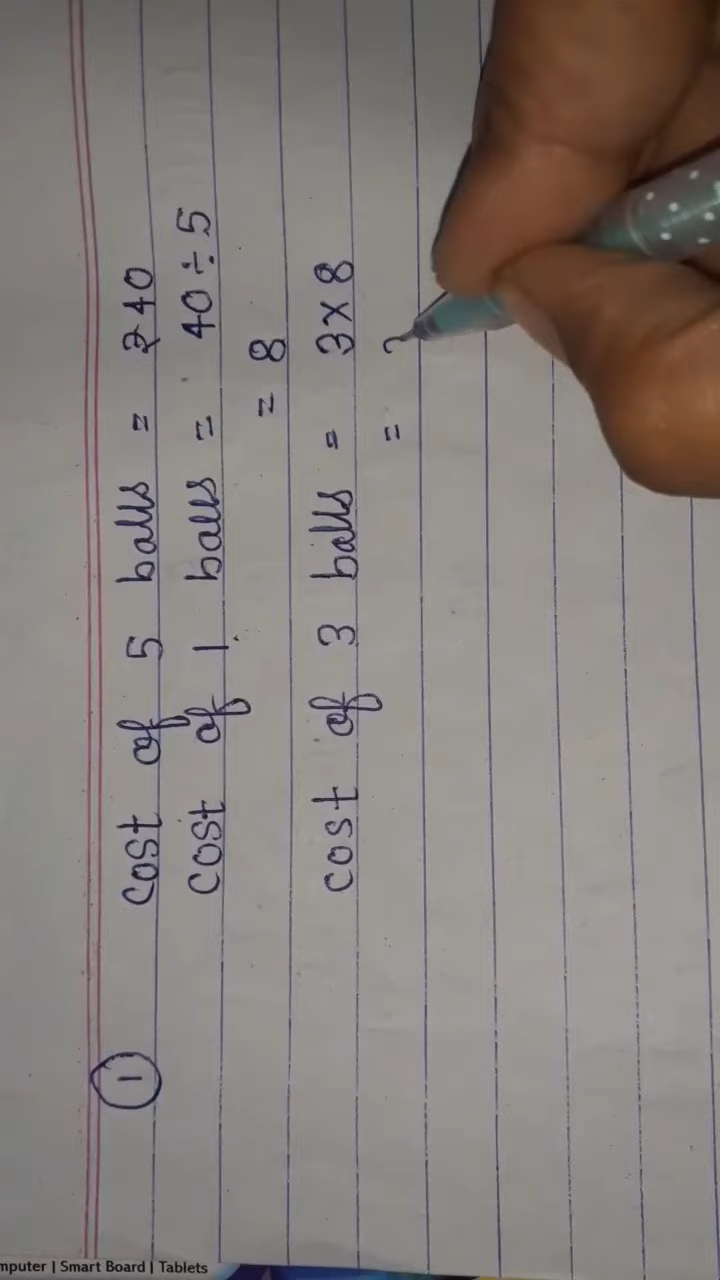 ① cost of 5 balls = ₹40
cost of 1 balls = 40÷5
= 8
cost of 3 balls = 3×8
=
mputer | Smart Board | Tablets